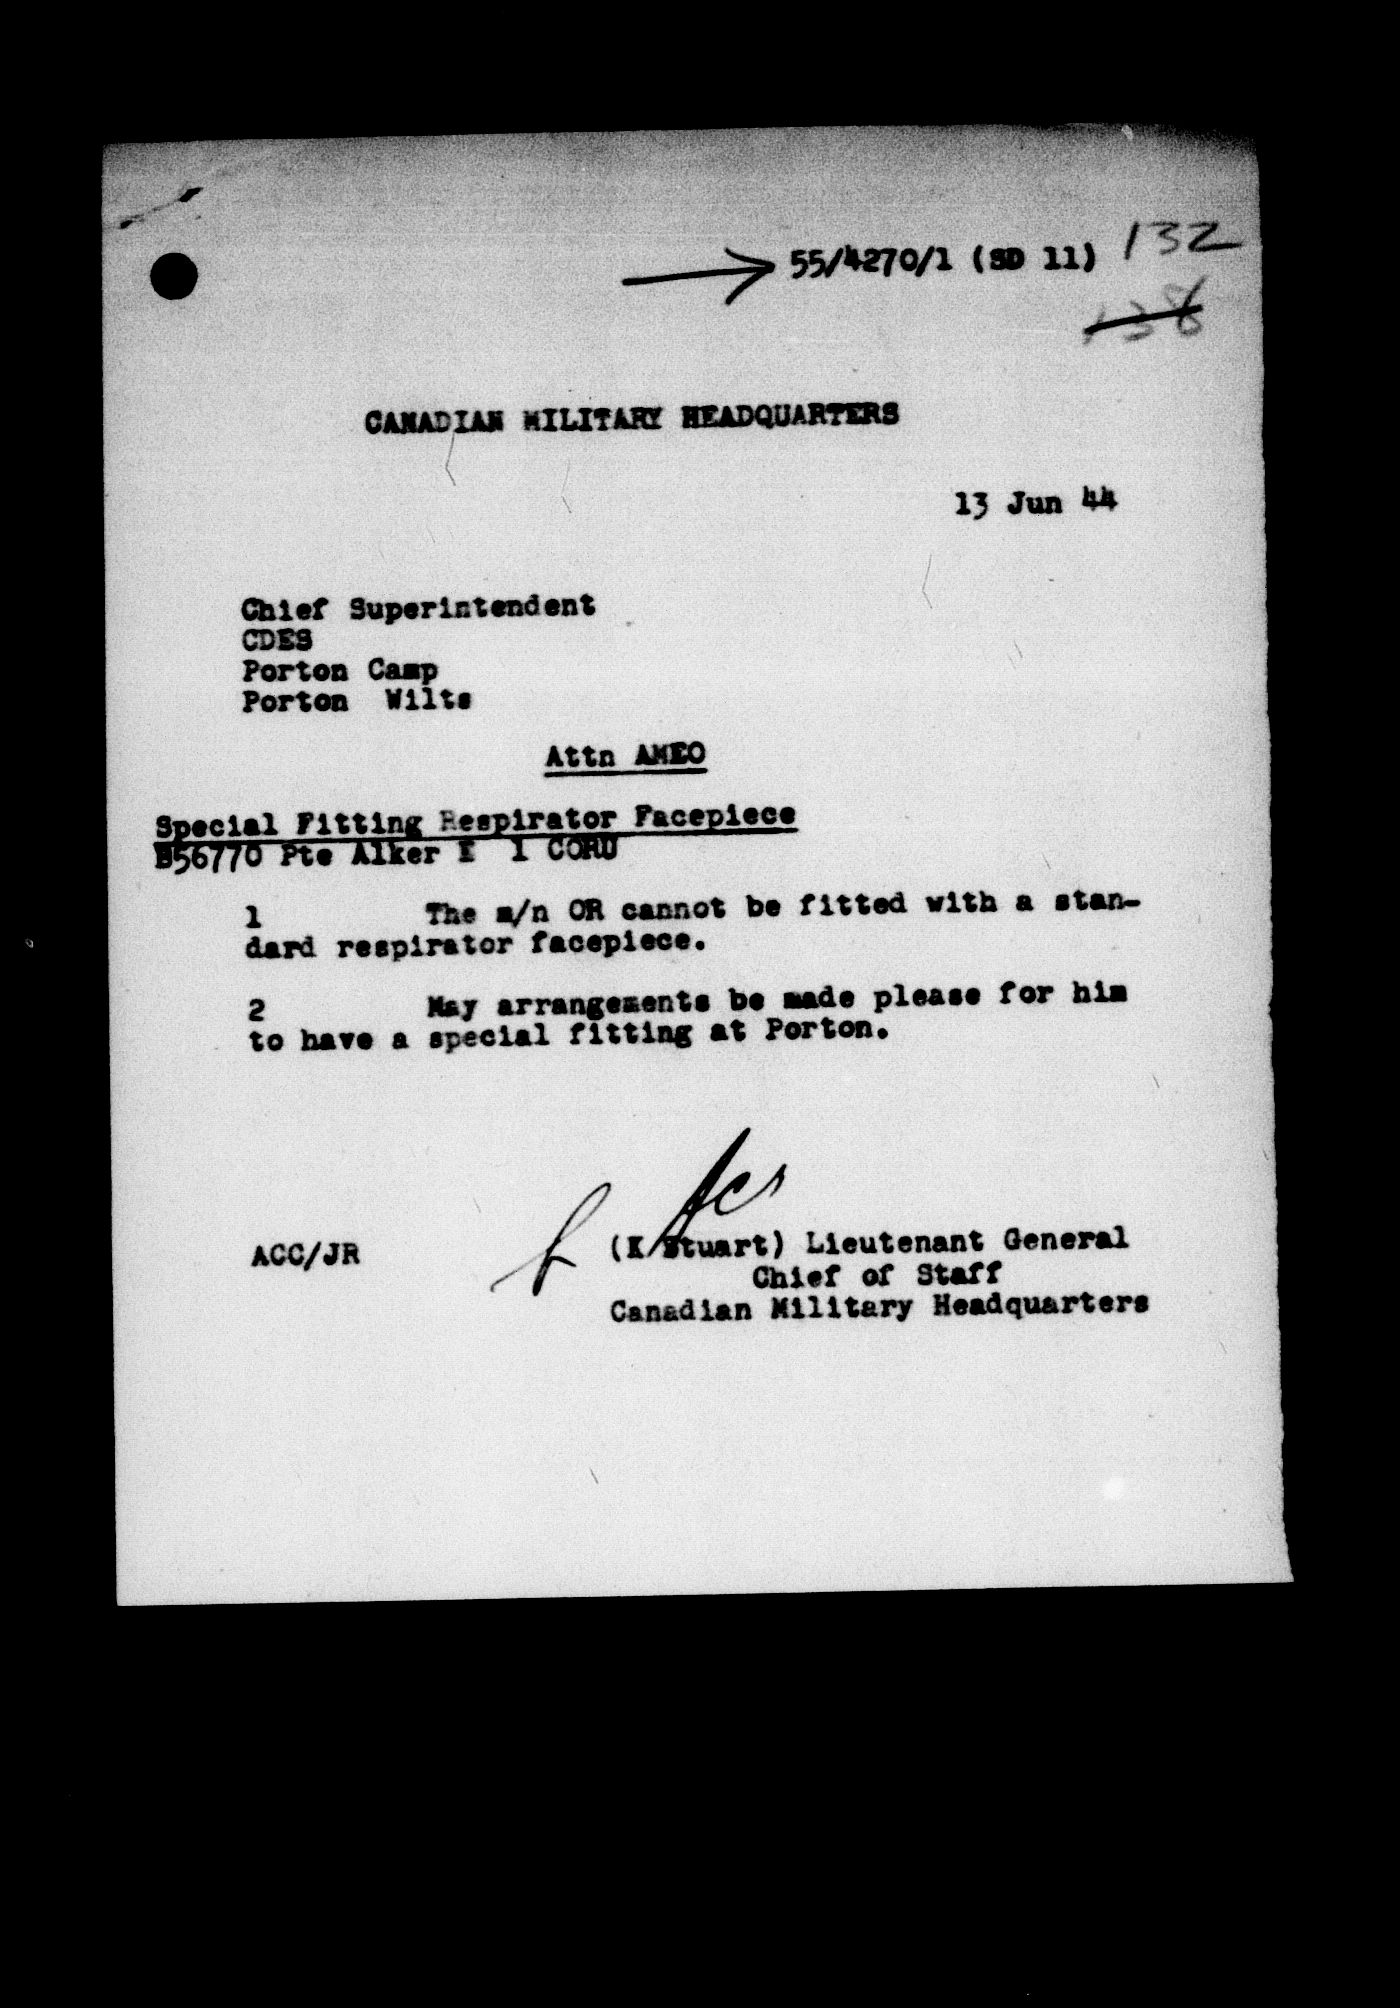 132
55/4270/1 (SD 11)
138
CANADIAN MILITARY HEADQUARTERS
13 Jun 44
Chief Superintendent
CDES
Porton Camp
Porton Wilts
Attn AMEO
Special Fitting Respirator Facepiece
B56770 Pte Alker E 1 CORU
1 The m/n OR cannot be fitted with a stan-
dard respirator facepiece.
2 May arrangements be made please for him
to have a special fitting at Porton.
ACC/JR
(K Stuart) Lieutenant General
Chief of Staff
Canadian Military Headquarters